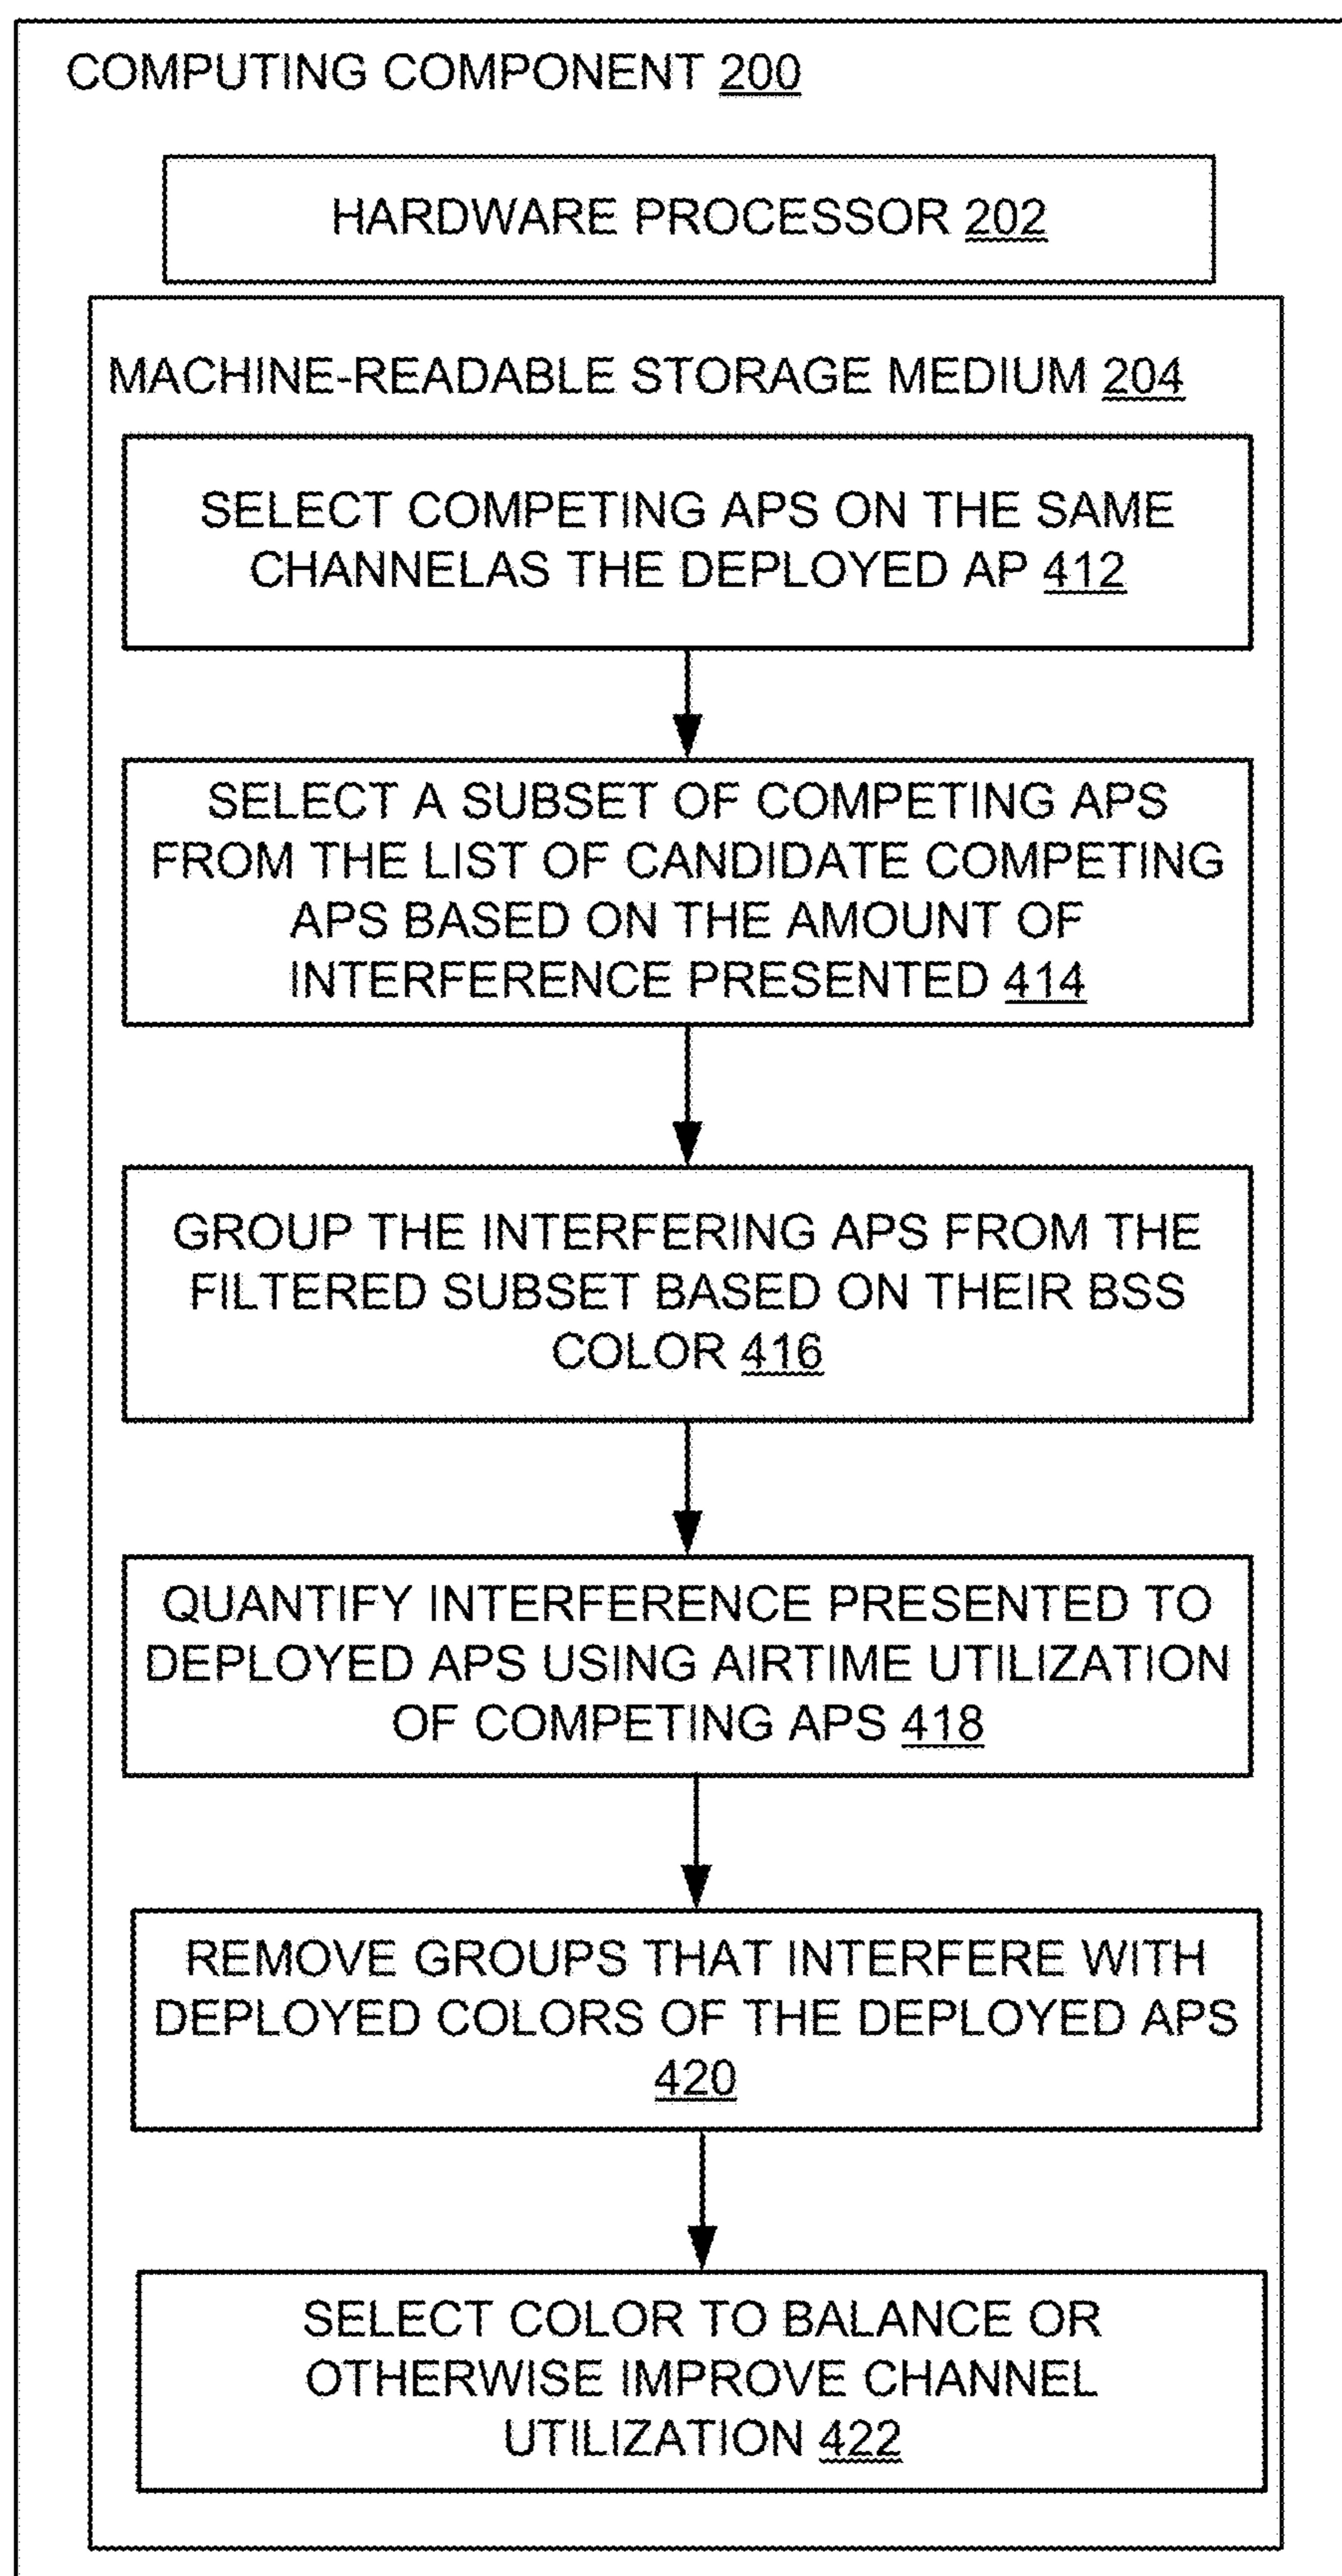 COMPUTING COMPONENT 200
HARDWARE PROCESSOR 202
MACHINE-READABLE STORAGE MEDIUM 204
SELECT COMPETING APS ON THE SAME
CHANNELAS THE DEPLOYED AP 412
SELECT A SUBSET OF COMPETING APS
FROM THE LIST OF CANDIDATE COMPETING
APS BASED ON THE AMOUNT OF
INTERFERENCE PRESENTED 414
GROUP THE INTERFERING APS FROM THE
FILTERED SUBSET BASED ON THEIR BSS
COLOR 416
QUANTIFY INTERFERENCE PRESENTED TO
DEPLOYED APS USING AIRTIME UTILIZATION
OF COMPETING APS 418
REMOVE GROUPS THAT INTERFERE WITH
DEPLOYED COLORS OF THE DEPLOYED APS
420
SELECT COLOR TO BALANCE OR
OTHERWISE IMPROVE CHANNEL
UTILIZATION 422